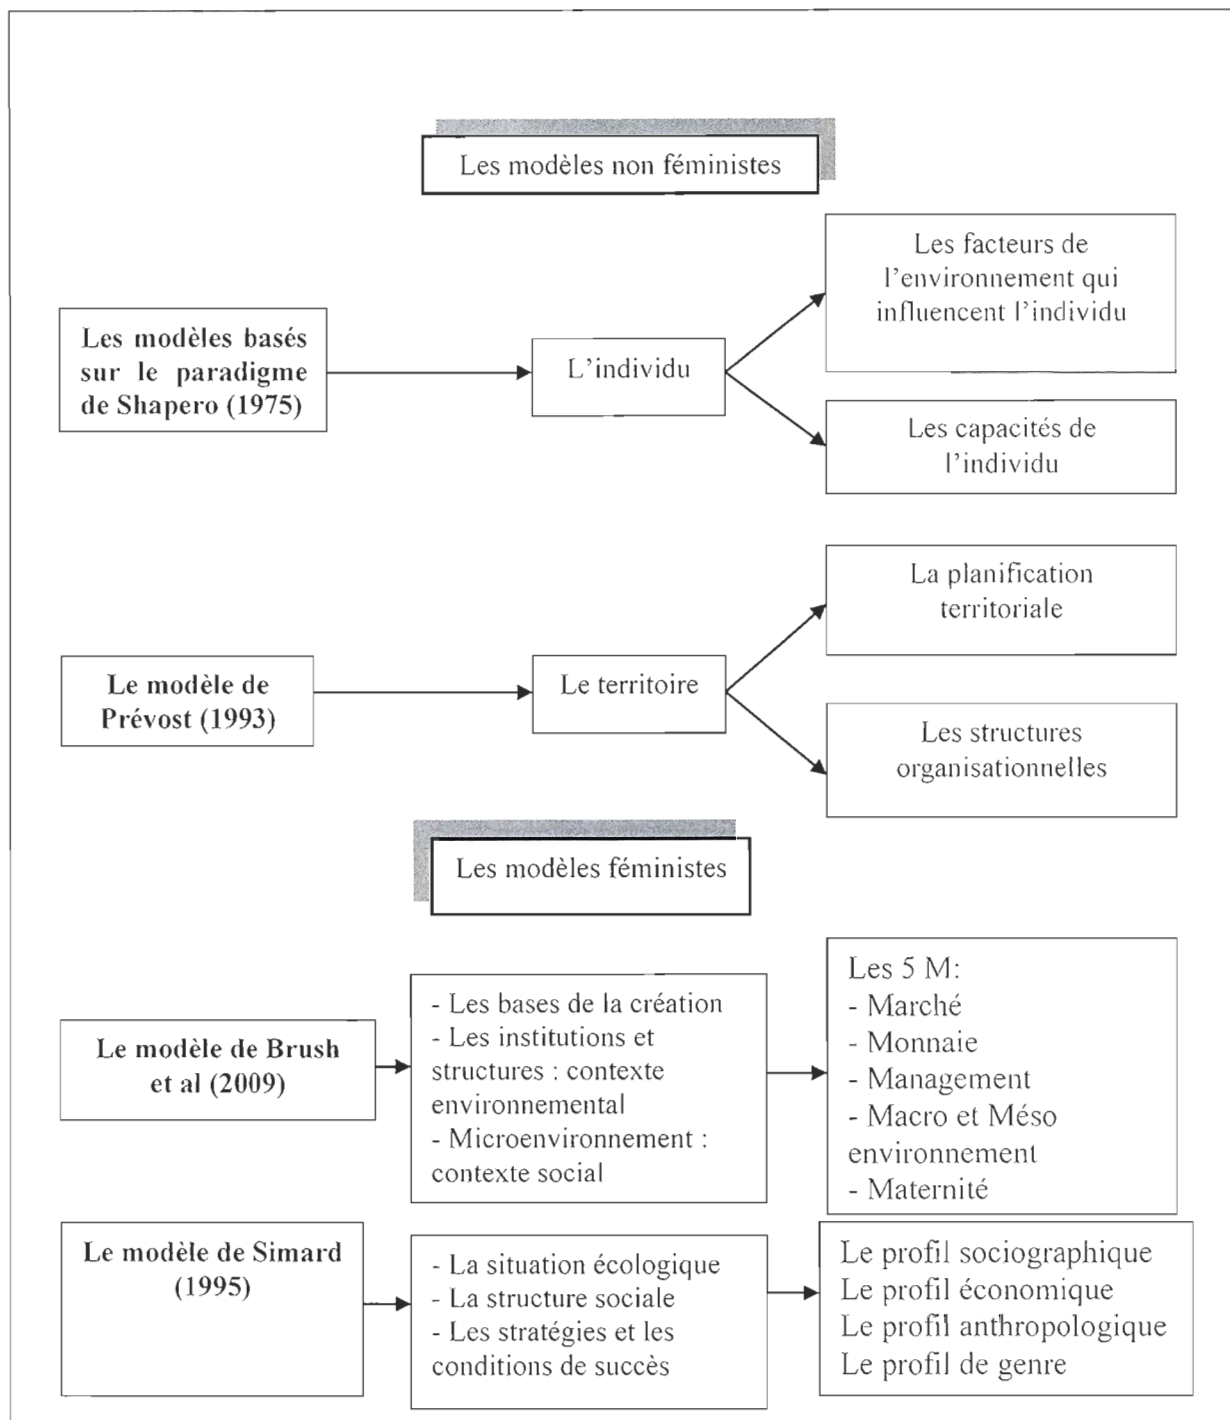 Les modèles non féministes
Les modèles basés
sur le paradigme
de Shapero (1975)
L'individu
Les facteurs de
l'environnement qui
influencent l'individu
Les capacités de
l'individu
Le modèle de
Prévost (1993)
Le territoire
La planification
territoriale
Les structures
organisationnelles
Les modèles féministes
Le modèle de Brush
et al (2009)
- Les bases de la création
- Les institutions et
structures : contexte
environnemental
- Microenvironnement :
contexte social
Les 5 M:
- Marché
- Monnaie
- Management
- Macro et Méso
environnement
- Maternité
Le modèle de Simard
(1995)
- La situation écologique
- La structure sociale
- Les stratégies et les
conditions de succès
Le profil sociographique
Le profil économique
Le profil anthropologique
Le profil de genre